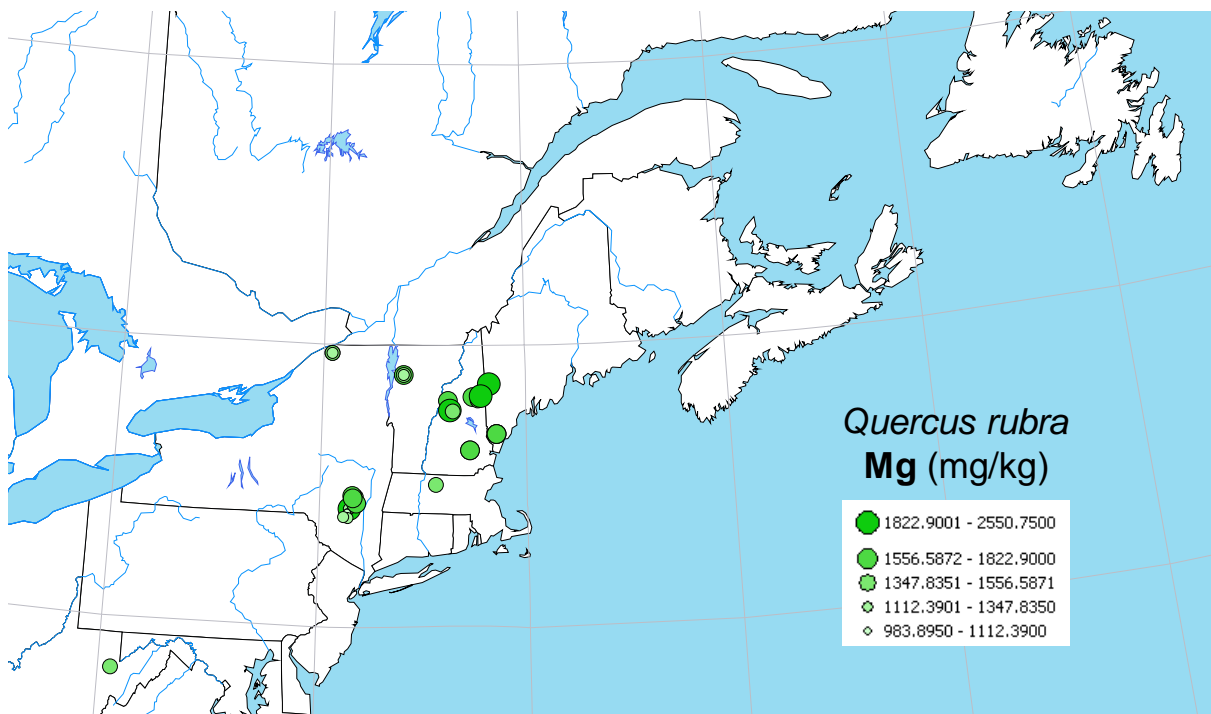 Quercus rubra
Mg (mg/kg)
1822.9001 - 2550.7500
1556.5872 - 1822.9000
1347.8351 - 1556.5871
1112.3901 - 1347.8350
983.8950 - 1112.3900